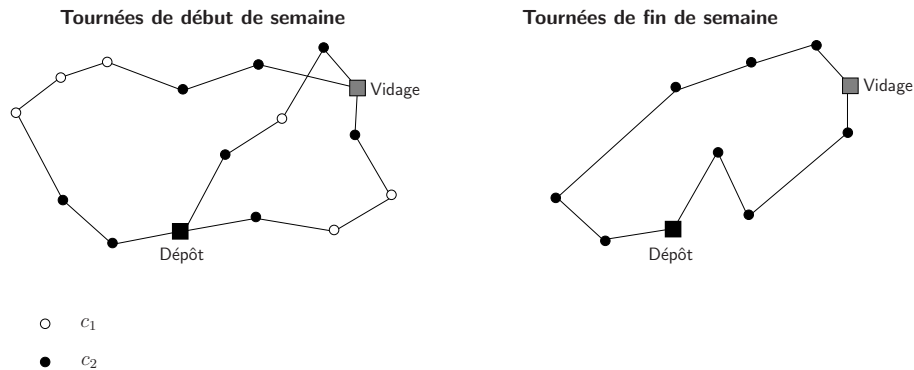 Tournées de début de semaine
Tournées de fin de semaine
Vidage
Vidage
Dépôt
Dépôt
c1
c2